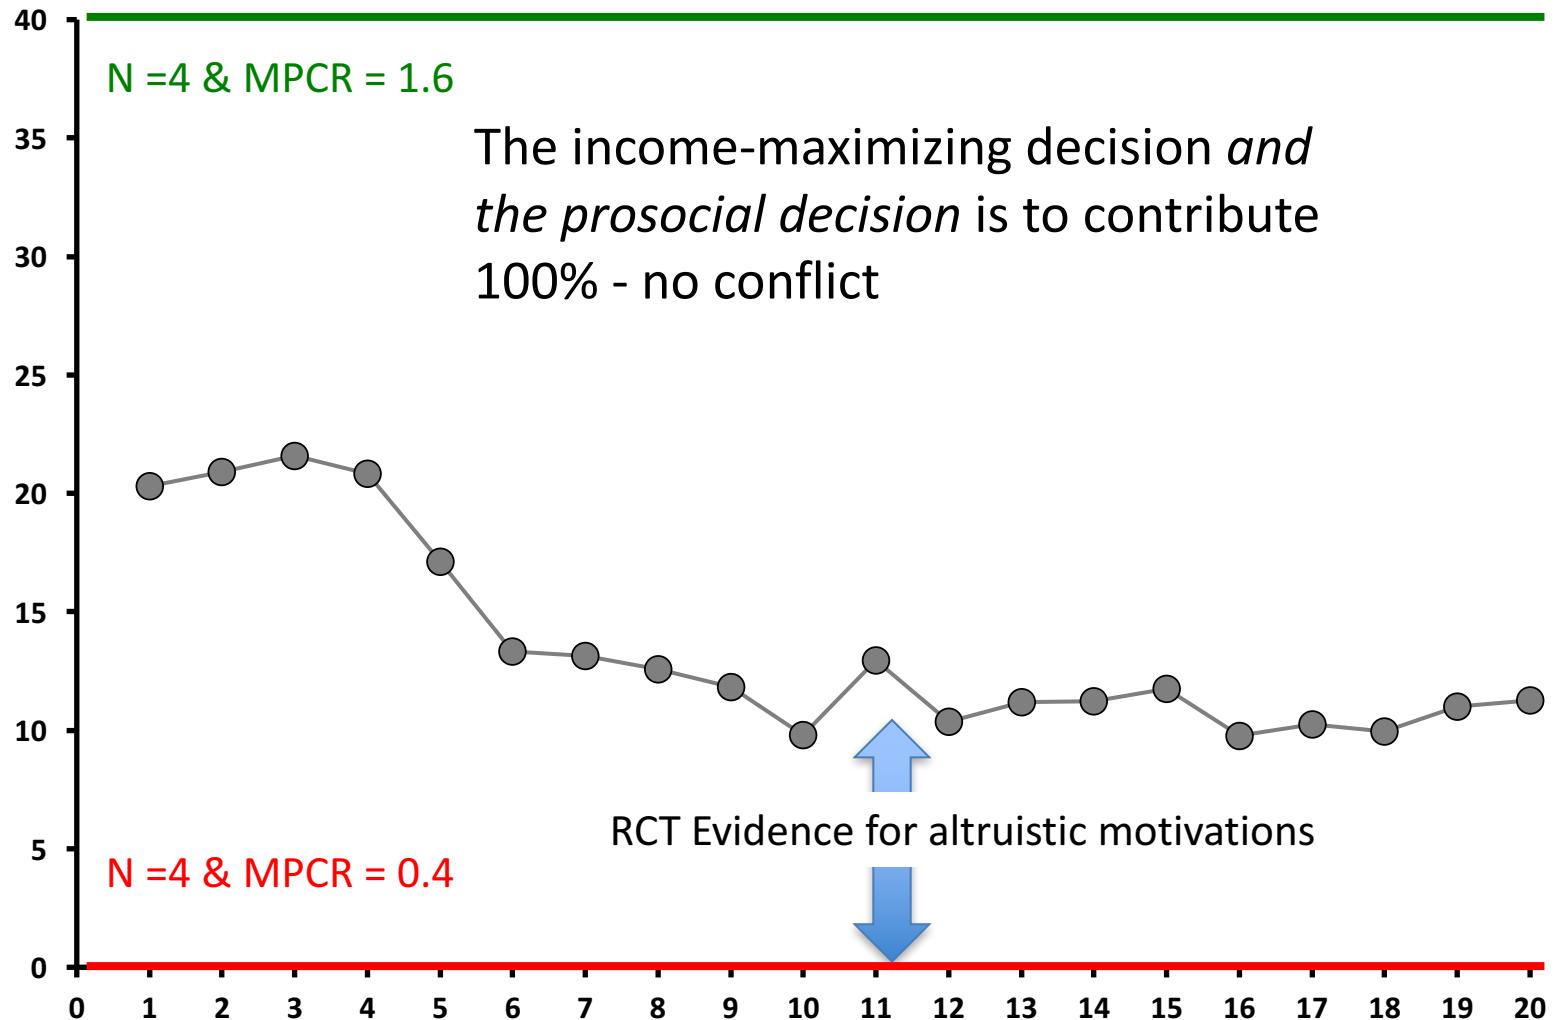 40
N =4 & MPCR = 1.6
The income-maximizing decision and
35
the prosocial decision is to contribute
30
100% - no conflict
25
20
15
10
RCT Evidence for altruistic motivations
5
N =4 & MPCR = 0.4
0
0 1 2 3 4 5 6 7 8 9 10 11 12 13 14 15 16 17 18 19 20